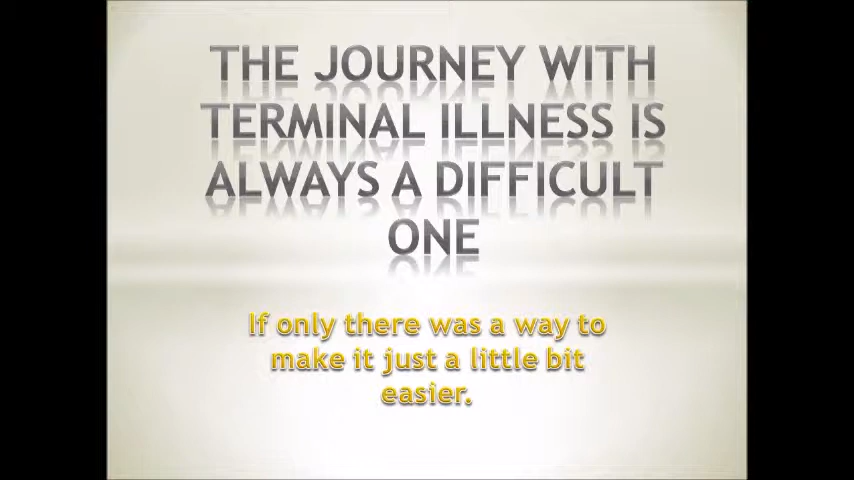 THE JOURNEY WITH
TERMINAL ILLNESS IS
ALWAYS A DIFFICULT
ONE
If only there was a way to
make it just a little bit
easier.